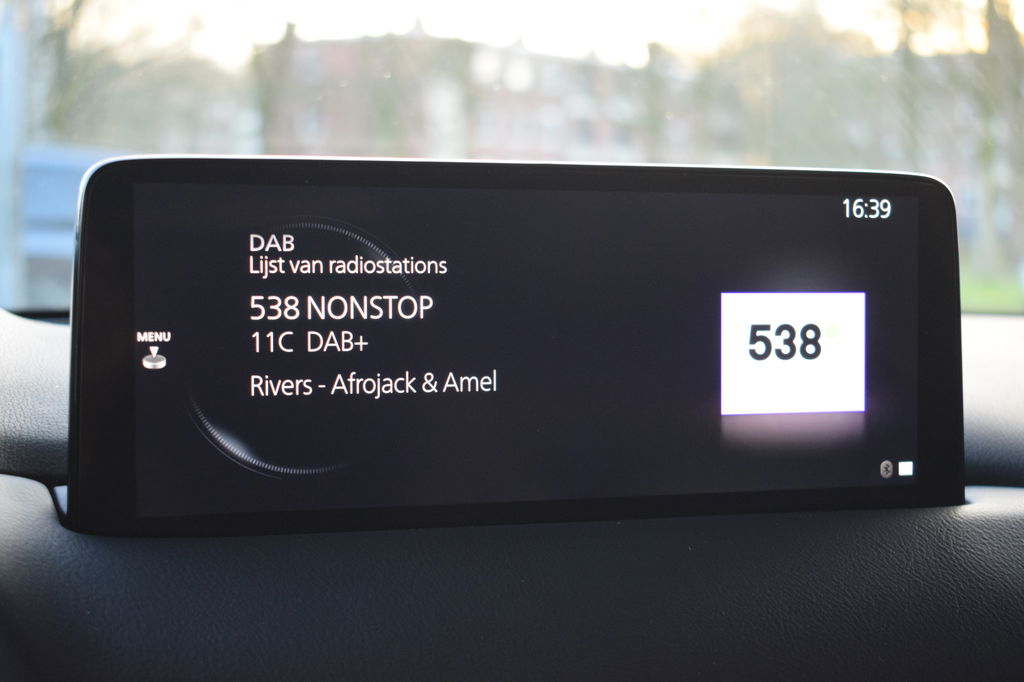 16:39
DAB
Lijst van radiostations
538 NONSTOP
11C DAB+
Rivers - Afrojack & Amel
MENU
538